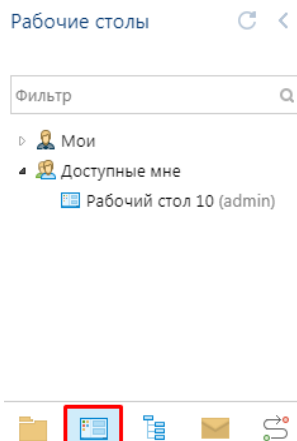 Рабочие столы
Фильтр
Мои
Доступные мне
Рабочий стол 10 (admin)